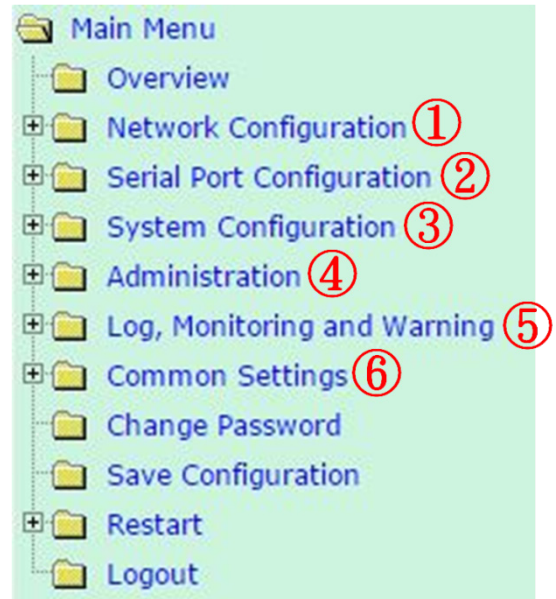 Main Menu
Overview
Network Configuration ①
Serial Port Configuration ②
System Configuration ③
Administration ④
Log, Monitoring and Warning ⑤
Common Settings ⑥
Change Password
Save Configuration
Restart
Logout